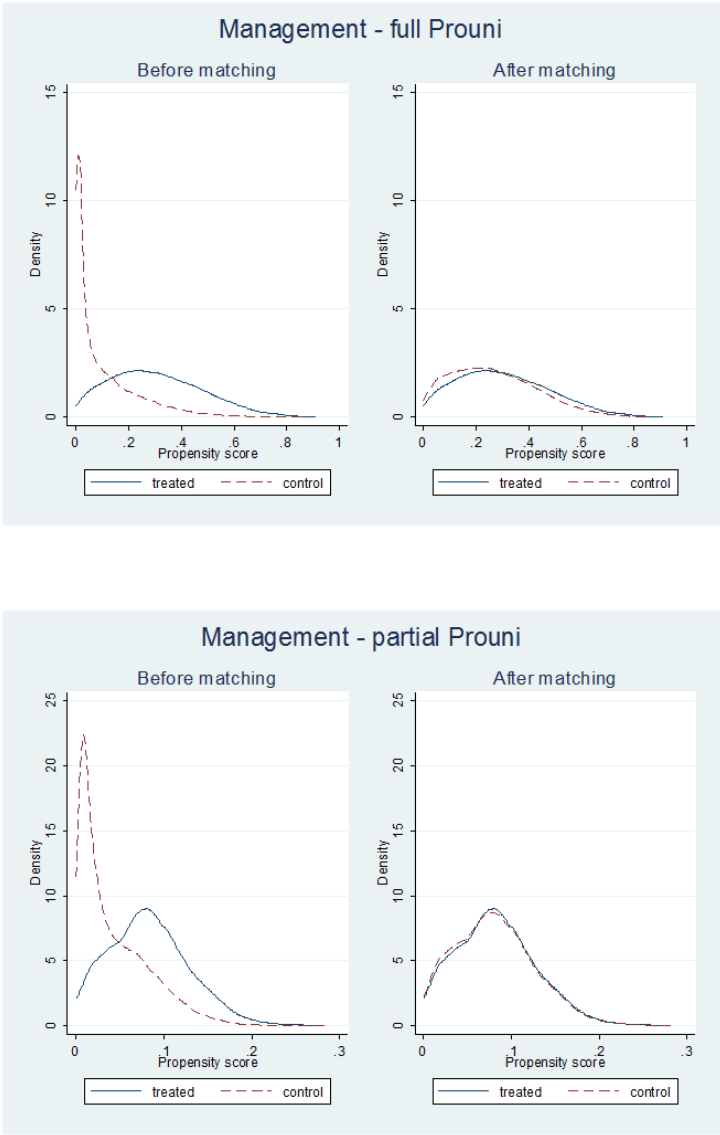 Management - full Prouni
Before matching
After matching
Density
15
10
5
0
0 .2 .4 .6 .8 1
Propensity score
treated control
Density
15
10
5
0
0 .2 .4 .6 .8 1
Propensity score
treated control
Management - partial Prouni
Before matching
After matching
Density
25
20
15
10
5
0
0 .1 .2 .3
Propensity score
treated control
Density
25
20
15
10
5
0
0 .1 .2 .3
Propensity score
treated control